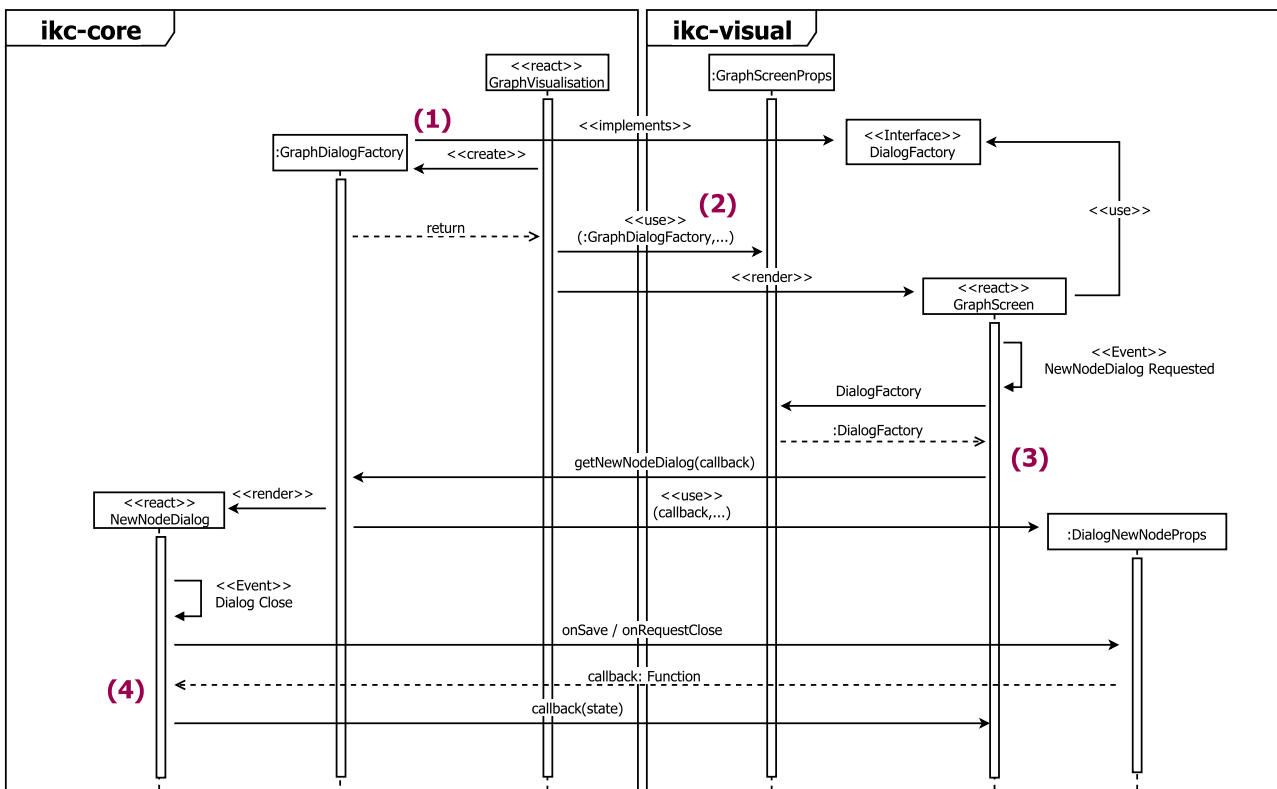 ikc-core
ikc-visual
<<react>>
GraphVisualisation
:GraphScreenProps
(1)
<<implements>>
<<Interface>>
DialogFactory
:GraphDialogFactory
<<create>>
(2)
<<use>>
return
<<use>>
(:GraphDialogFactory,...)
<<render>>
<<react>>
GraphScreen
<<Event>>
NewNodeDialog Requested
DialogFactory
:DialogFactory
(3)
getNewNodeDialog(callback)
<<react>>
NewNodeDialog
<<render>>
<<use>>
(callback,...)
:DialogNewNodeProps
<<Event>>
Dialog Close
onSave / onRequestClose
callback: Function
(4)
callback(state)